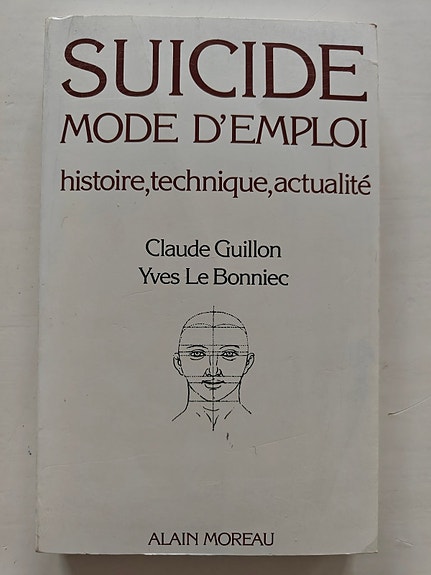 SUICIDE
MODE D'EMPLOI
histoire,technique,actualité
Claude Guillon
Yves Le Bonniec
ALAIN MOREAU